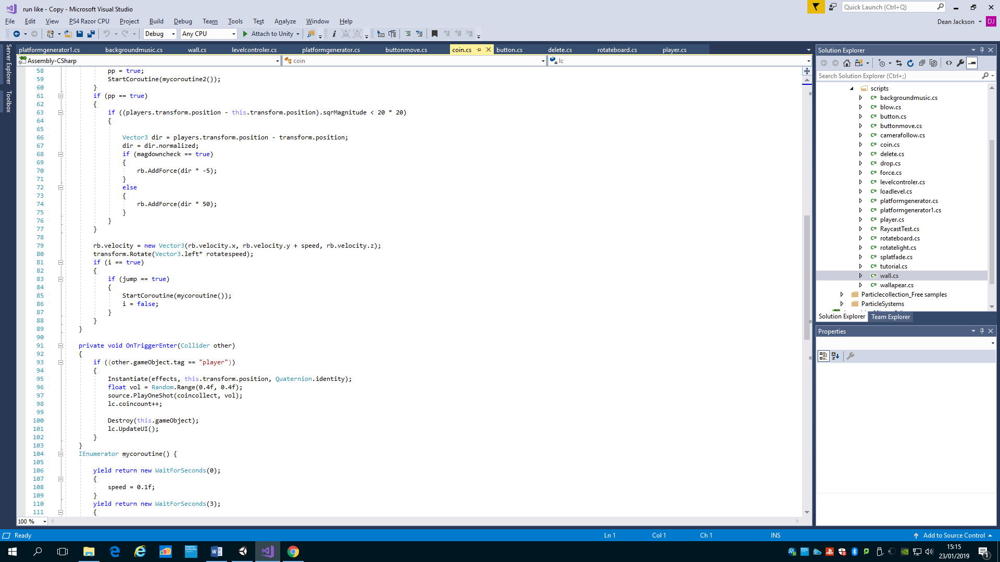 run like - Copy - Microsoft Visual Studio
Quick Launch (Ctrl+Q)
File Edit View PS4 Razor CPU Project Build Debug Team Tools Test Analyze Window Help
Dean Jackson DJ
Debug Any CPU Attach to Unity
Server Explorer
Toolbox
platformgenerator1.cs backgroundmusic.cs wall.cs levelcontroler.cs platformgenerator.cs buttonmove.cs coin.cs button.cs delete.cs rotateboard.cs player.cs
Assembly-CSharp coin lc
58 pp = true;
59 StartCoroutine(mycoroutine2());
60 }
61 if (pp == true)
62 {
63 if ((players.transform.position - this.transform.position).sqrMagnitude < 20 * 20)
64 {
65
66 Vector3 dir = players.transform.position - transform.position;
67 dir = dir.normalized;
68 if (magdowncheck == true)
69 {
70 rb.AddForce(dir * -5);
71 }
72 else
73 {
74 rb.AddForce(dir * 50);
75 }
76 }
77 }
78
79 rb.velocity = new Vector3(rb.velocity.x, rb.velocity.y + speed, rb.velocity.z);
80 transform.Rotate(Vector3.left* rotatespeed);
81 if (i == true)
82 {
83 if (jump == true)
84 {
85 StartCoroutine(mycoroutine());
86 i = false;
87 }
88 }
89 }
90
91 private void OnTriggerEnter(Collider other)
92 {
93 if ((other.gameObject.tag == "player"))
94 {
95 Instantiate(effects, this.transform.position, Quaternion.identity);
96 float vol = Random.Range(0.4f, 0.4f);
97 source.PlayOneShot(coincollect, vol);
98 lc.coincount++;
99
100 Destroy(this.gameObject);
101 lc.UpdateUI();
102 }
103 }
104 IEnumerator mycoroutine() {
105
106 yield return new WaitForSeconds(0);
107 {
108 speed = 0.1f;
109 }
110 yield return new WaitForSeconds(3);
111 {
100 %
Solution Explorer
Search Solution Explorer (Ctrl+;)
scripts
C# backgroundmusic.cs
C# blow.cs
C# button.cs
C# buttonmove.cs
C# camerafollow.cs
C# coin.cs
C# delete.cs
C# drop.cs
C# force.cs
C# levelcontroler.cs
C# loadlevel.cs
C# platformgenerator.cs
C# platformgenerator1.cs
C# player.cs
C# RaycastTest.cs
C# rotateboard.cs
C# rotatelight.cs
C# splatfade.cs
C# tutorial.cs
C# wall.cs
C# wallapear.cs
Particlecollection_Free samples
ParticleSystems
Solution Explorer Team Explorer
Properties
Ready Ln 1 Col 1 Ch 1 INS Add to Source Control
15:15
23/01/2019
1